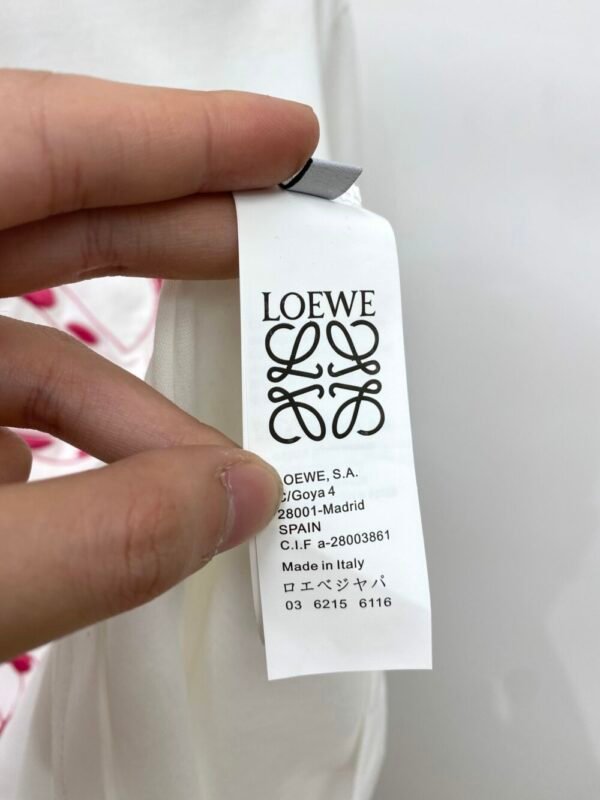 LOEWE
OEWE, S.A.
/Goya 4
28001-Madrid
SPAIN
C.I.F a-28003861
Made in Italy
ロエベジャパ
03 6215 6116